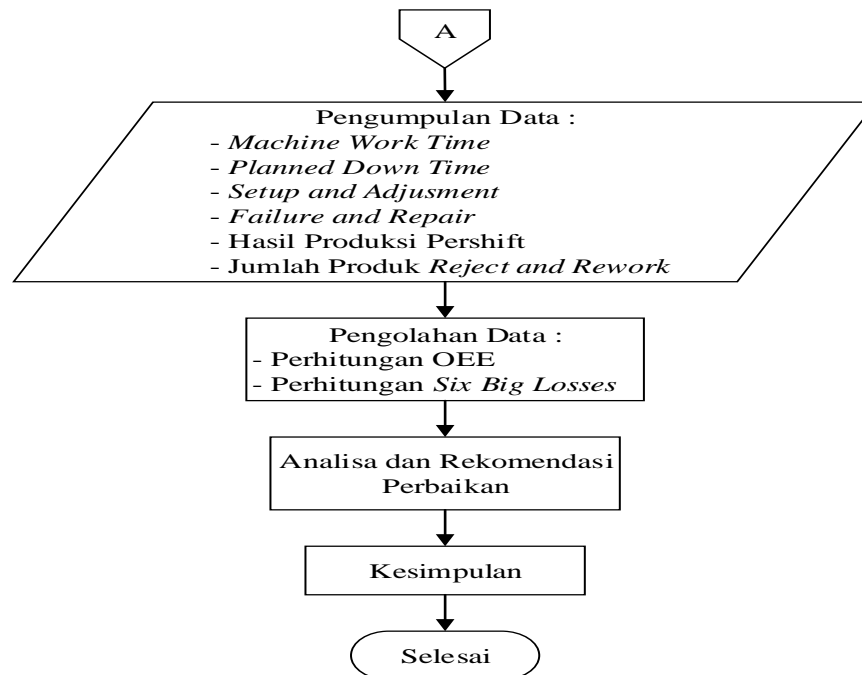 A
Pengumpulan Data :
- Machine Work Time
- Planned Down Time
- Setup and Adjusment
- Failure and Repair
- Hasil Produksi Pershift
- Jumlah Produk Reject and Rework
Pengolahan Data :
- Perhitungan OEE
- Perhitungan Six Big Losses
Analisa dan Rekomendasi
Perbaikan
Kesimpulan
Selesai